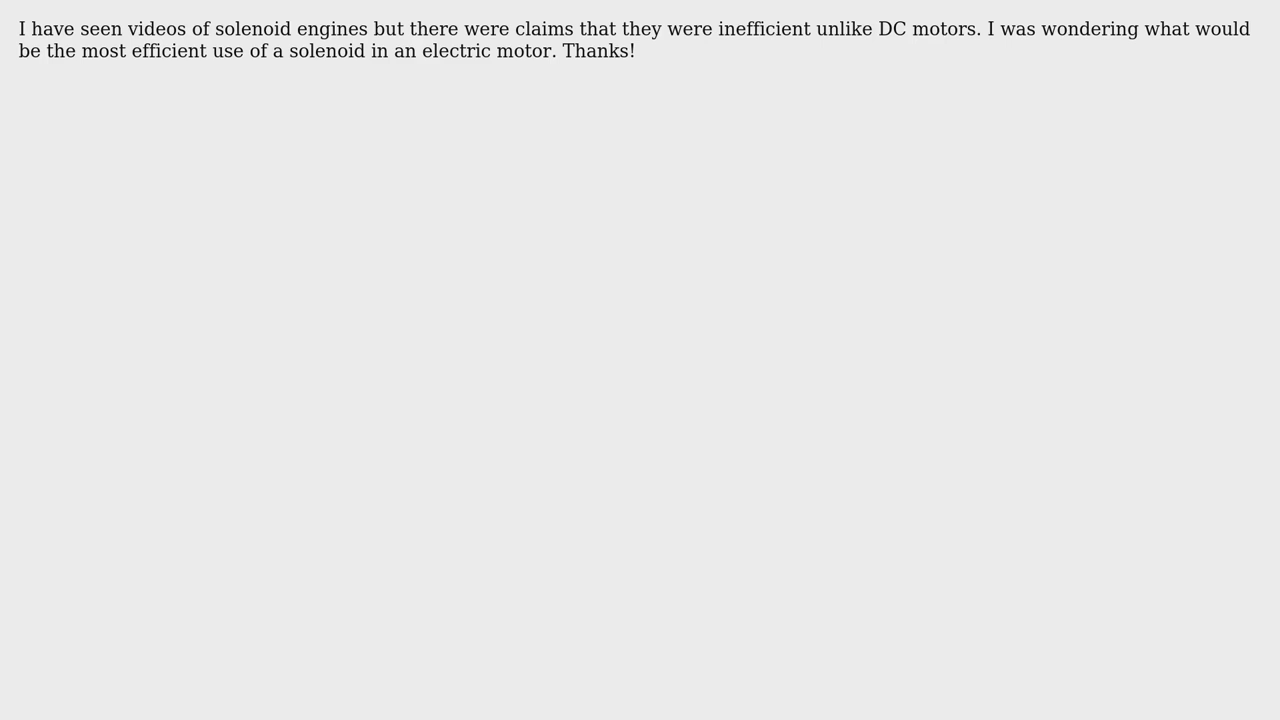 I have seen videos of solenoid engines but there were claims that they were inefficient unlike DC motors. I was wondering what would
be the most efficient use of a solenoid in an electric motor. Thanks!